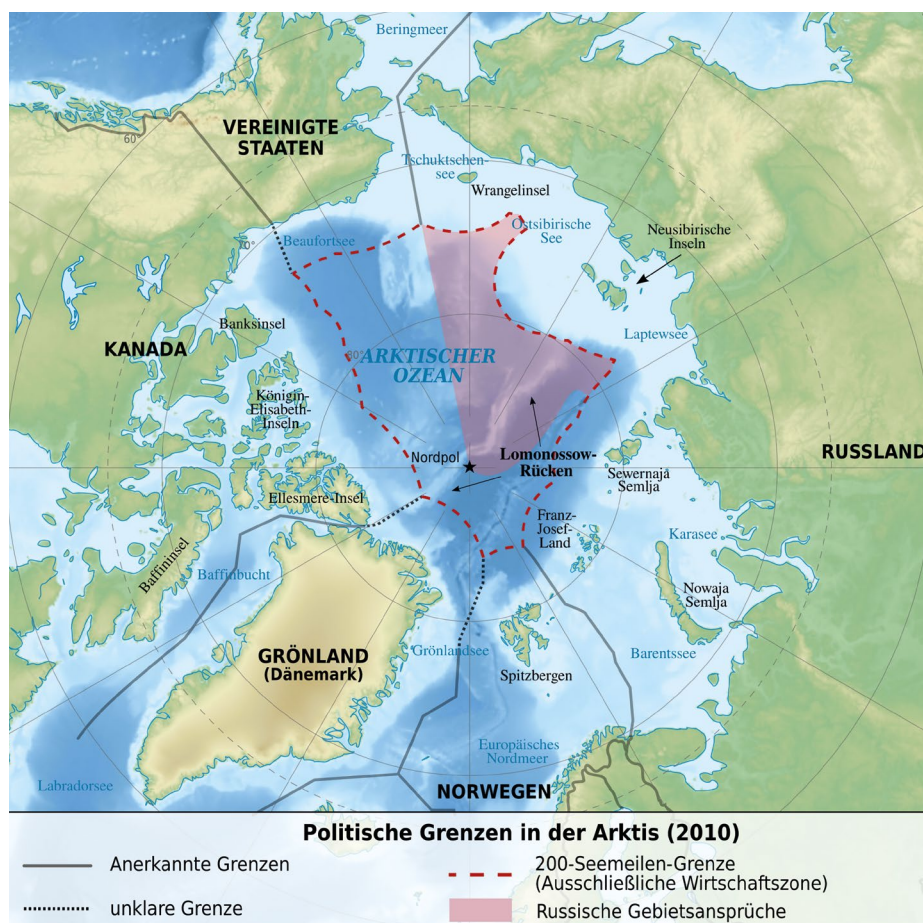 Beringmeer
60°
VEREINIGTE
STAATEN
Tschuktschen-
see
Wrangelinsel
Ostsibirische
See
Neusibirische
Inseln
70°
Beaufortsee
Banksinsel
Laptewsee
KANADA
80°
ARKTISCHER
OZEAN
Königin-
Elisabeth-
Inseln
Nordpol
Lomonossow-
Rücken
RUSSLAND
Sewernaja
Semlja
Ellesmere-Insel
Franz-
Josef-
Land
Karasee
Baffininsel
Baffinbucht
Nowaja
Semlja
GRÖNLAND
(Dänemark)
Grönlandsee
Spitzbergen
Barentssee
Europäisches
Nordmeer
Labradorsee
NORWEGEN
Politische Grenzen in der Arktis (2010)
Anerkannte Grenzen
200-Seemeilen-Grenze
(Ausschließliche Wirtschaftszone)
unklare Grenze
Russische Gebietsansprüche